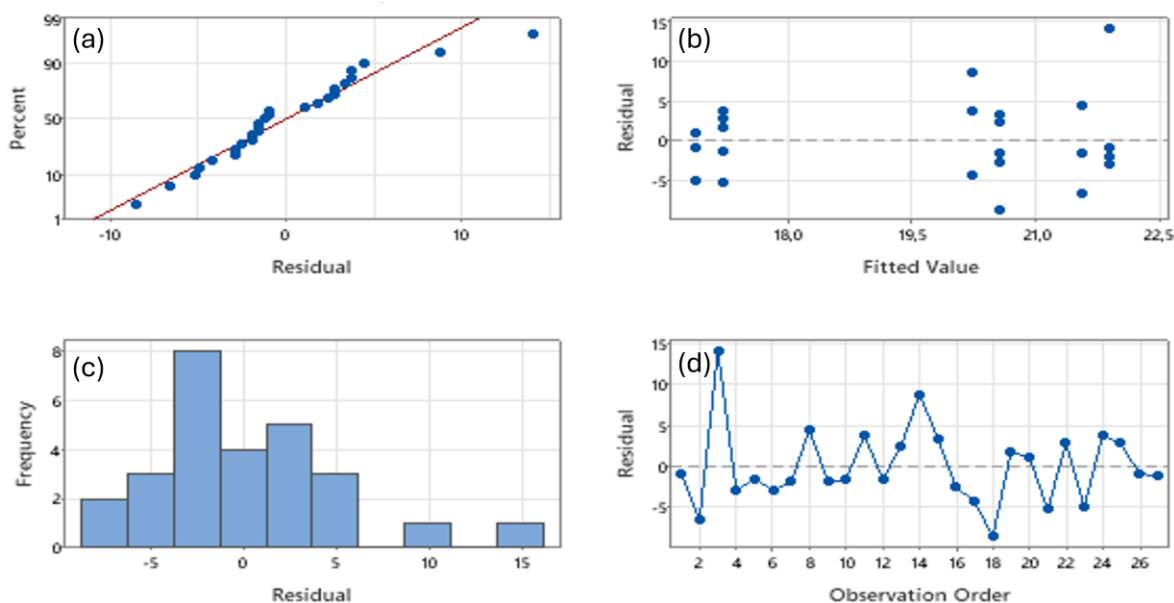 (a)
Percent
99
90
50
10
1
-10
0
10
Residual
(b)
Residual
15
10
5
0
-5
18,0
19,5
21,0
22,5
Fitted Value
(c)
Frequency
8
6
4
2
0
-5
0
5
10
15
Residual
(d)
Residual
15
10
5
0
-5
2 4 6 8 10 12 14 16 18 20 22 24 26
Observation Order